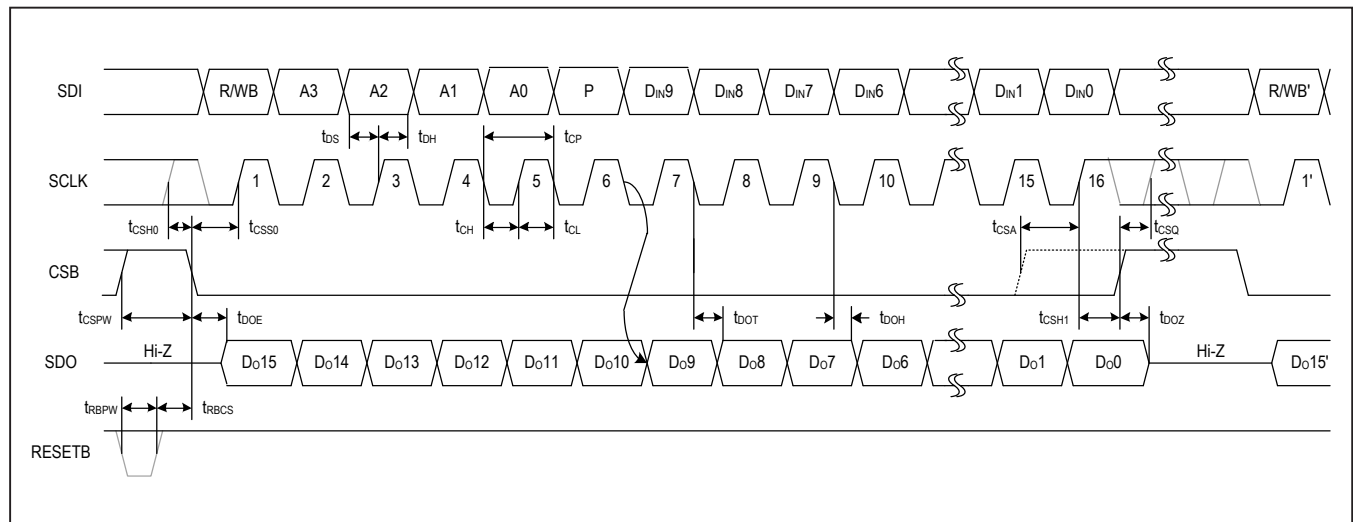 SDI R/WB A3 A2 A1 A0 P DIN9 DIN8 DIN7 DIN6 DIN1 DIN0 R/WB'
tDS tDH tCP
SCLK 1 2 3 4 5 6 7 8 9 10 15 16 1'
tCSH0 tCSS0 tCH tCL tCSA tCSQ
CSB
tCSPW tDOE tDOT tDOH tCSH1 tDOZ
SDO Hi-Z DO15 DO14 DO13 DO12 DO11 DO10 DO9 DO8 DO7 DO6 DO1 DO0 Hi-Z DO15'
tRBPW tRBCS
RESETB